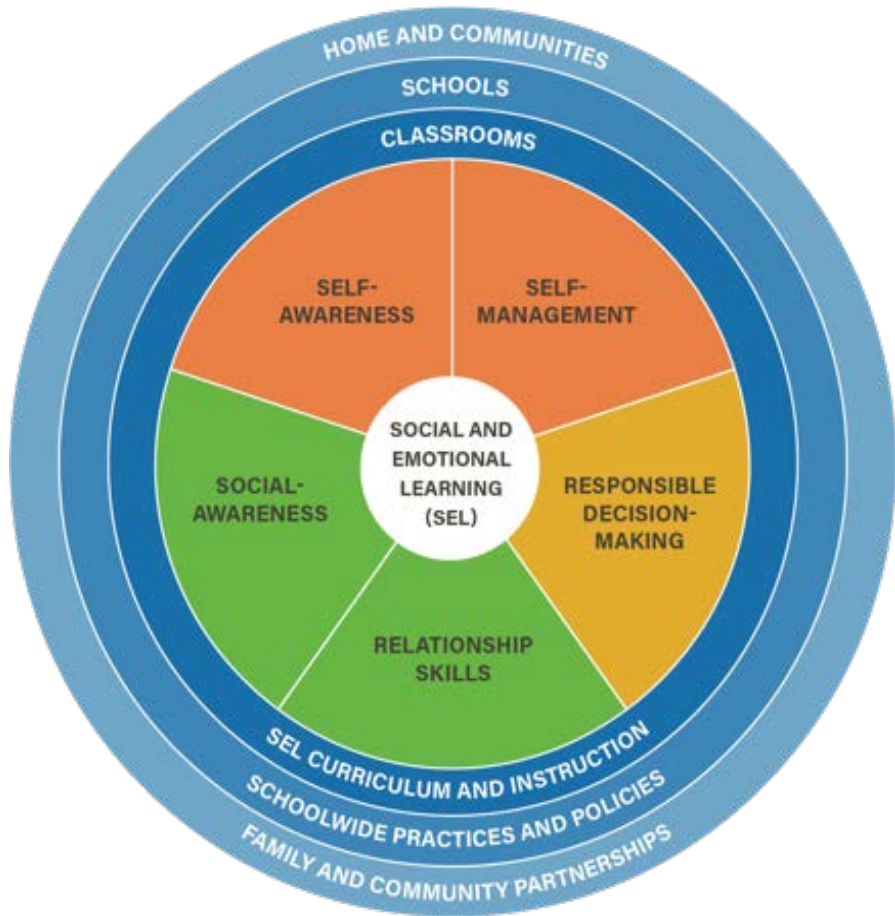 HOME AND COMMUNITIES
SCHOOLS
CLASSROOMS
SELF-
AWARENESS
SELF-
MANAGEMENT
SOCIAL AND
EMOTIONAL
LEARNING
(SEL)
SOCIAL-
AWARENESS
RESPONSIBLE
DECISION-
MAKING
RELATIONSHIP
SKILLS
SEL CURRICULUM AND INSTRUCTION
SCHOOLWIDE PRACTICES AND POLICIES
FAMILY AND COMMUNITY PARTNERSHIPS